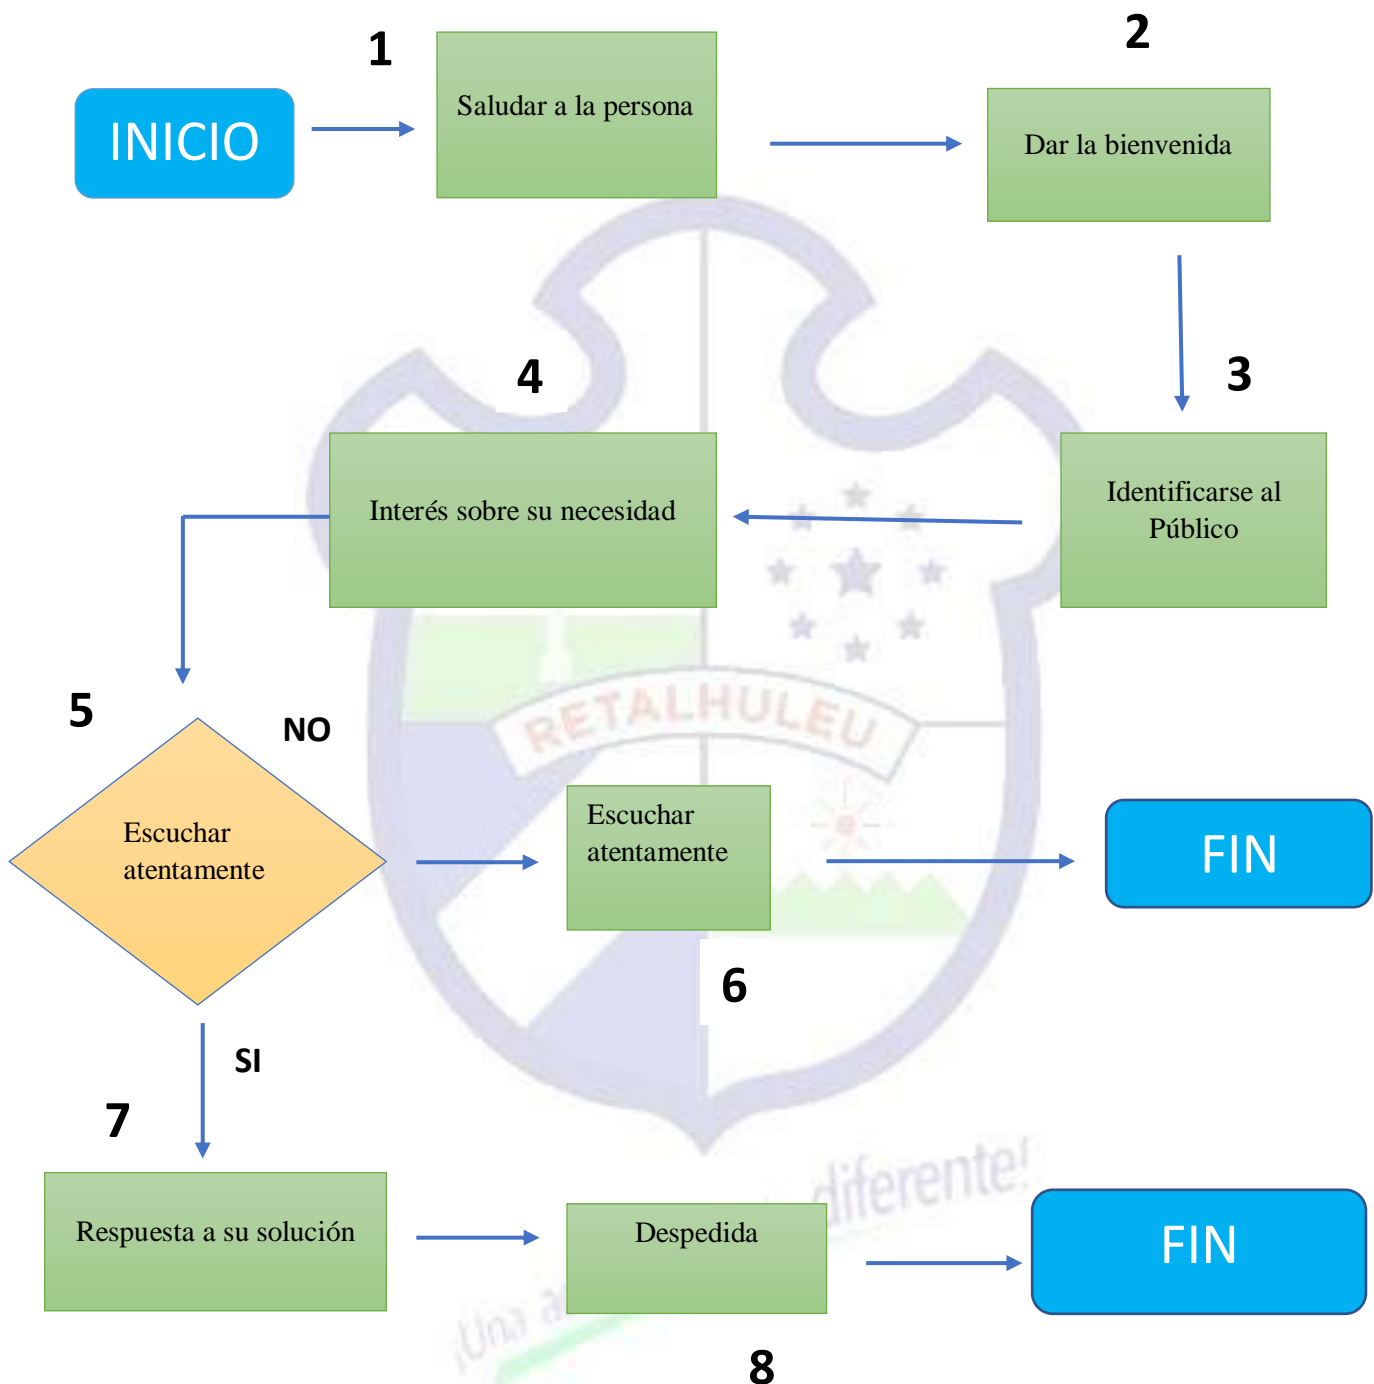 1
2
INICIO
Saludar a la persona
Dar la bienvenida
4
3
Interés sobre su necesidad
Identificarse al
Público
5
NO
RETALHULEU
Escuchar
atentamente
Escuchar
atentamente
FIN
6
SI
7
Respuesta a su solución
Despedida
FIN
diferente!
¡Una
8